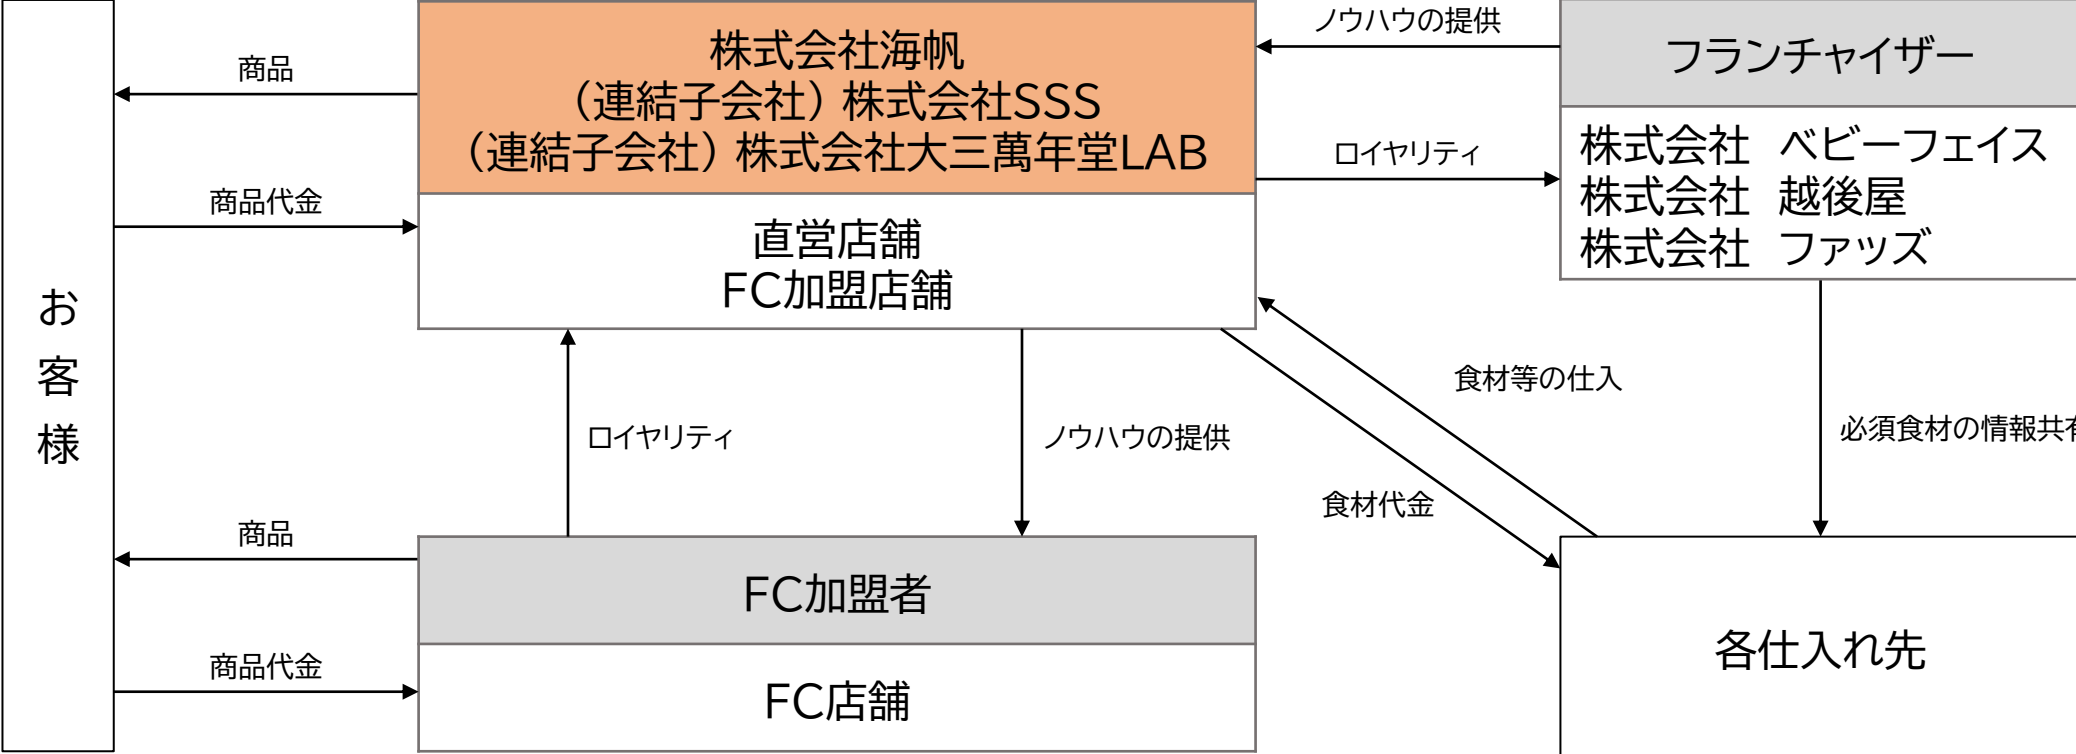 お客様
商品
商品代金
株式会社海帆
（連結子会社）株式会社SSS
（連結子会社）株式会社大三萬年堂LAB
直営店舗
FC加盟店舗
ノウハウの提供
ロイヤリティ
フランチャイザー
株式会社　ベビーフェイス
株式会社　越後屋
株式会社　ファッズ
ロイヤリティ
ノウハウの提供
食材等の仕入
食材代金
必須食材の情報共有
商品
商品代金
FC加盟者
FC店舗
各仕入れ先